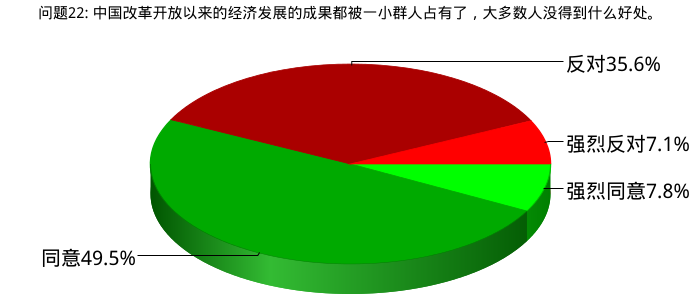 问题22: 中国改革开放以来的经济发展的成果都被一小群人占有了，大多数人没得到什么好处。
反对35.6%
强烈反对7.1%
强烈同意7.8%
同意49.5%